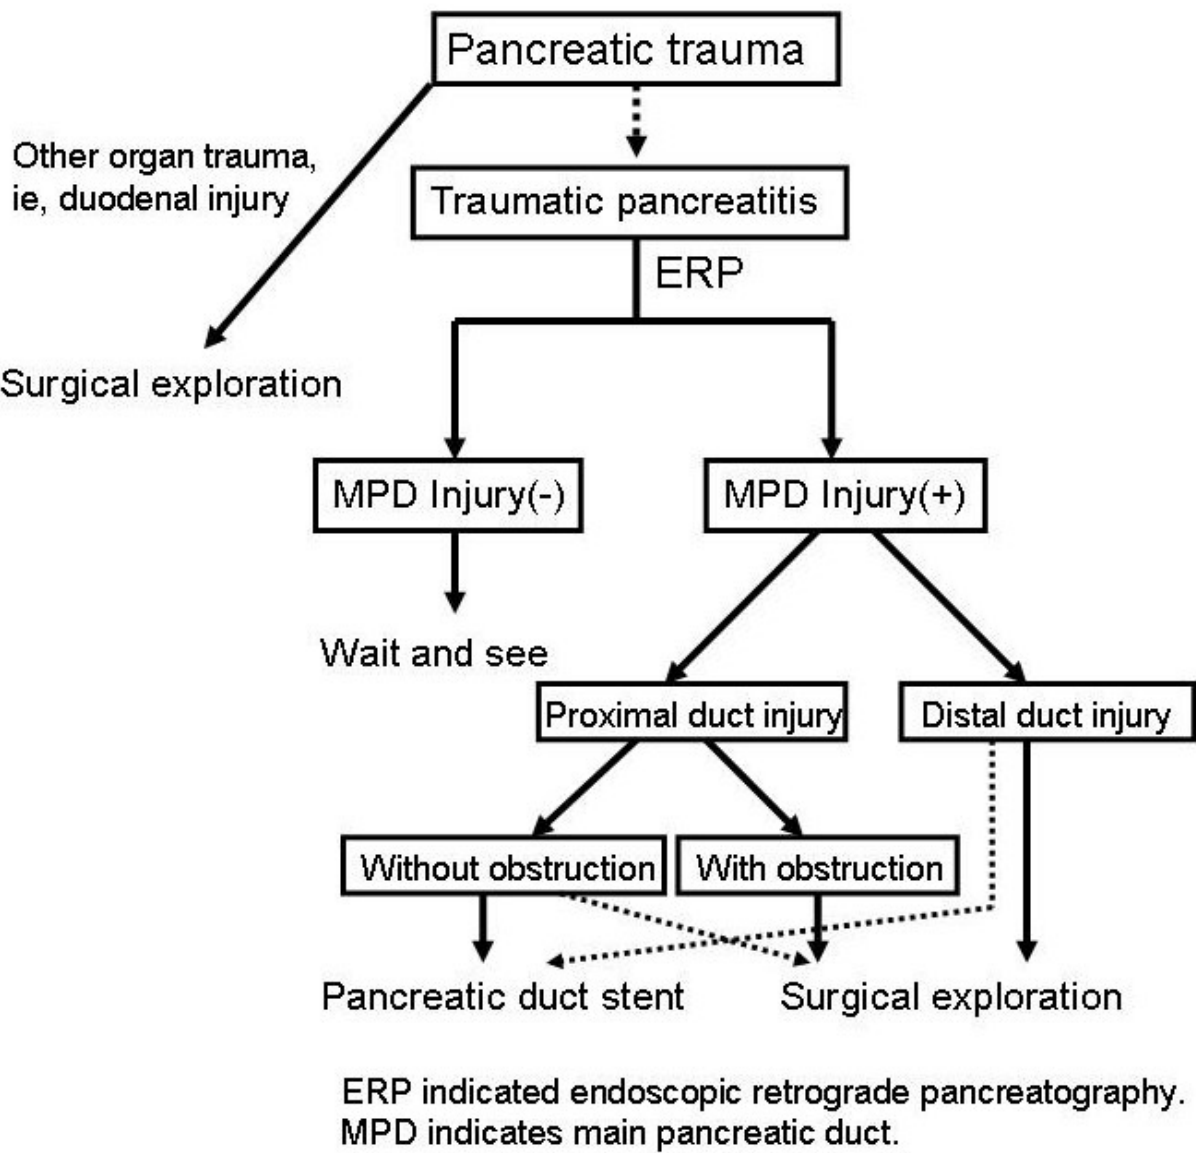 Pancreatic trauma
Other organ trauma,
ie, duodenal injury
Traumatic pancreatitis
ERP
Surgical exploration
MPD Injury(-)
MPD Injury(+)
Wait and see
Proximal duct injury
Distal duct injury
Without obstruction
With obstruction
Pancreatic duct stent
Surgical exploration
ERP indicated endoscopic retrograde pancreatography.
MPD indicates main pancreatic duct.